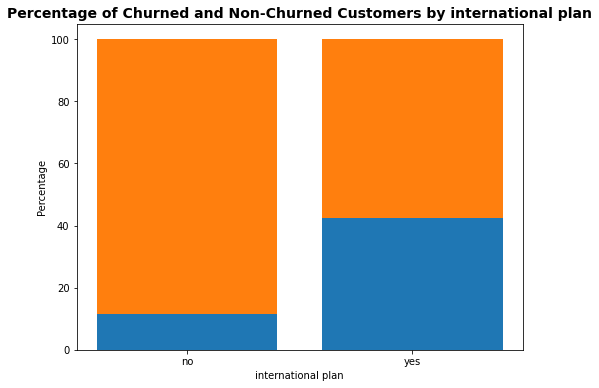 Percentage of Churned and Non-Churned Customers by international plan
100
80
60
40
20
0
Percentage
no
yes
international plan